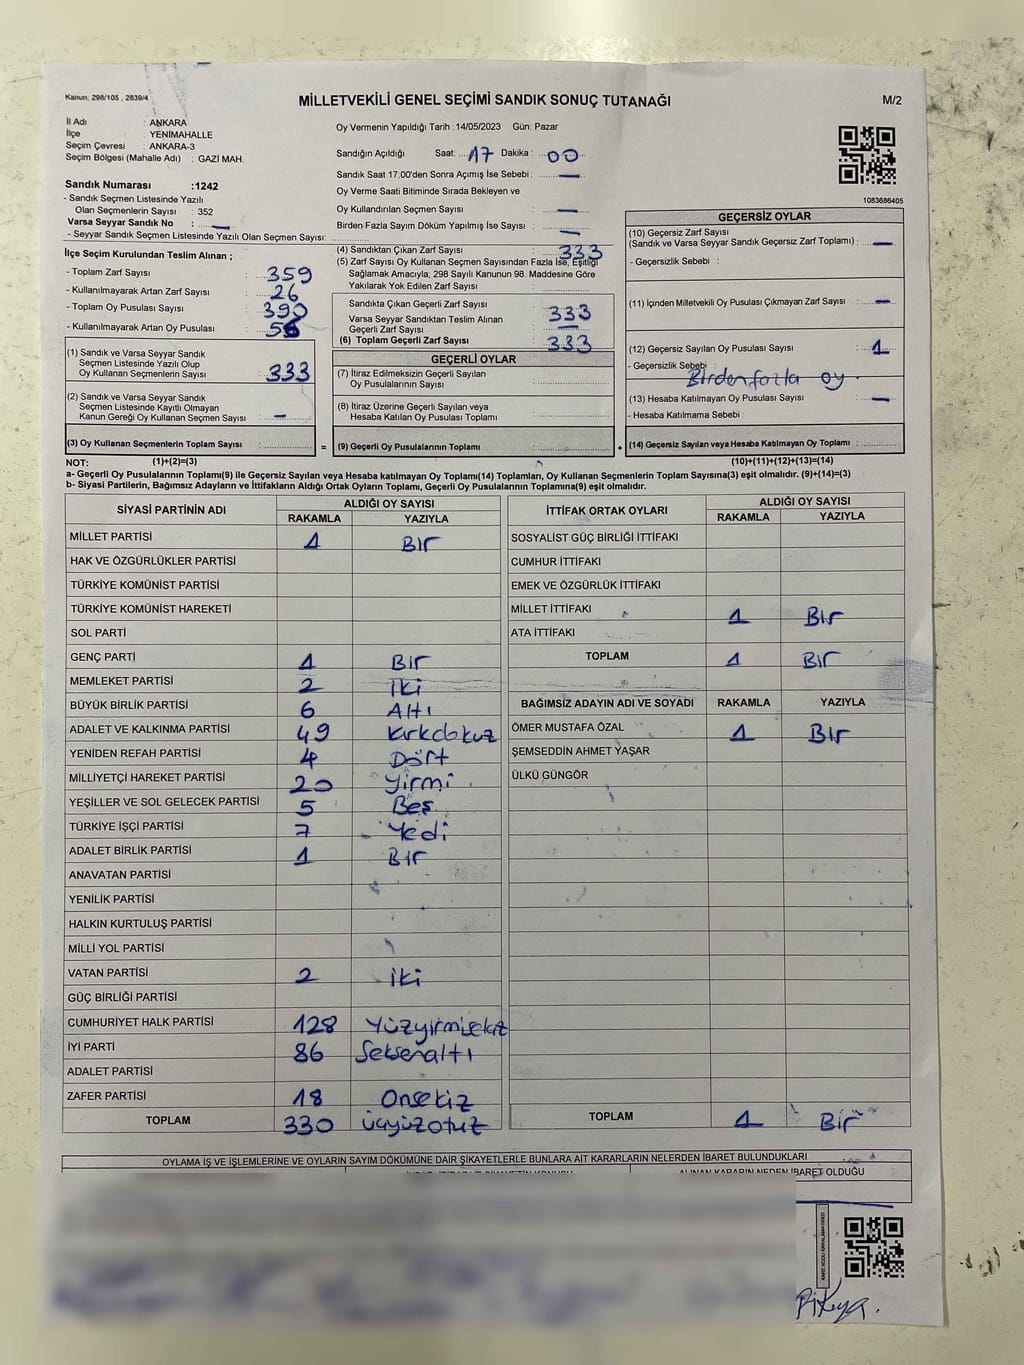 Kanun: 298/105 , 2839/4
MİLLETVEKİLİ GENEL SEÇİMİ SANDIK SONUÇ TUTANAĞI
M/2
İl Adı : ANKARA
İlçe : YENİMAHALLE
Seçim Çevresi : ANKARA-3
Seçim Bölgesi (Mahalle Adı) : GAZİ MAH.
Oy Vermenin Yapıldığı Tarih :14/05/2023 Gün: Pazar
Sandığın Açıldığı Saat: 17 Dakika : 00
Sandık Saat 17.00'den Sonra Açımış İse Sebebi: —
Oy Verme Saati Bitiminde Sırada Bekleyen ve
Oy Kullandırılan Seçmen Sayısı : —
Birden Fazla Sayım Döküm Yapılmış İse Sayısı : —
1083686405
Sandık Numarası :1242
- Sandık Seçmen Listesinde Yazılı
Olan Seçmenlerin Sayısı : 352
Varsa Seyyar Sandık No : —
- Seyyar Sandık Seçmen Listesinde Yazılı Olan Seçmen Sayısı:
İlçe Seçim Kurulundan Teslim Alınan ;
- Toplam Zarf Sayısı : 359
- Kullanılmayarak Artan Zarf Sayısı : 26
- Toplam Oy Pusulası Sayısı : 390
- Kullanılmayarak Artan Oy Pusulası :
(1) Sandık ve Varsa Seyyar Sandık
Seçmen Listesinde Yazılı Olup
Oy Kullanan Seçmenlerin Sayısı : 333
(2) Sandık ve Varsa Seyyar Sandık
Seçmen Listesinde Kayıtlı Olmayan
Kanun Gereği Oy Kullanan Seçmen Sayısı : —
(3) Oy Kullanan Seçmenlerin Toplam Sayısı :
(4) Sandıktan Çıkan Zarf Sayısı : 333
(5) Zarf Sayısı Oy Kullanan Seçmen Sayısından Fazla İse, Eşitliği
Sağlamak Amacıyla; 298 Sayılı Kanunun 98. Maddesine Göre
Yakılarak Yok Edilen Zarf Sayısı :
Sandıkta Çıkan Geçerli Zarf Sayısı : 333
Varsa Seyyar Sandıktan Teslim Alınan
Geçerli Zarf Sayısı : —
(6) Toplam Geçerli Zarf Sayısı : 333
GEÇERLİ OYLAR
(7) İtiraz Edilmeksizin Geçerli Sayılan
Oy Pusulalarının Sayısı :
(8) İtiraz Üzerine Geçerli Sayılan veya
Hesaba Katılan Oy Pusulası Toplamı :
= (9) Geçerli Oy Pusulalarının Toplamı :
GEÇERSİZ OYLAR
(10) Geçersiz Zarf Sayısı
(Sandık ve Varsa Seyyar Sandık Geçersiz Zarf Toplamı) : —
- Geçersizlik Sebebi :
(11) İçinden Milletvekili Oy Pusulası Çıkmayan Zarf Sayısı : —
(12) Geçersiz Sayılan Oy Pusulası Sayısı : 1
- Geçersizlik Sebebi :
Birden fazla oy.
(13) Hesaba Katılmayan Oy Pusulası Sayısı : —
- Hesaba Katılmama Sebebi :
+ (14) Geçersiz Sayılan veya Hesaba Katılmayan Oy Toplamı :
NOT: (1)+(2)=(3) (10)+(11)+(12)+(13)=(14)
a- Geçerli Oy Pusulalarının Toplamı(9) ile Geçersiz Sayılan veya Hesaba katılmayan Oy Toplamı(14) Toplamları, Oy Kullanan Seçmenlerin Toplam Sayısına(3) eşit olmalıdır. (9)+(14)=(3)
b- Siyasi Partilerin, Bağımsız Adayların ve İttifakların Aldığı Ortak Oyların Toplamı, Geçerli Oy Pusulalarının Toplamına(9) eşit olmalıdır.
SİYASİ PARTİNİN ADI ALDIĞI OY SAYISI
RAKAMLA YAZIYLA
MİLLET PARTİSİ 1 Bir
HAK VE ÖZGÜRLÜKLER PARTİSİ
TÜRKİYE KOMÜNİST PARTİSİ
TÜRKİYE KOMÜNİST HAREKETİ
SOL PARTİ
GENÇ PARTİ 1 Bir
MEMLEKET PARTİSİ 2 İki
BÜYÜK BİRLİK PARTİSİ 6 Altı
ADALET VE KALKINMA PARTİSİ 49 Kırkdokuz
YENİDEN REFAH PARTİSİ 4 Dört
MİLLİYETÇİ HAREKET PARTİSİ 20 Yirmi
YEŞİLLER VE SOL GELECEK PARTİSİ 5 Beş
TÜRKİYE İŞÇİ PARTİSİ 7 Yedi
ADALET BİRLİK PARTİSİ 1 Bir
ANAVATAN PARTİSİ
YENİLİK PARTİSİ
HALKIN KURTULUŞ PARTİSİ
MİLLİ YOL PARTİSİ
VATAN PARTİSİ 2 İki
GÜÇ BİRLİĞİ PARTİSİ
CUMHURİYET HALK PARTİSİ 128 Yüzyirmisekiz
İYİ PARTİ 86 Seksenaltı
ADALET PARTİSİ
ZAFER PARTİSİ 18 Onsekiz
TOPLAM 330 Üçyüzotuz
İTTİFAK ORTAK OYLARI ALDIĞI OY SAYISI
RAKAMLA YAZIYLA
SOSYALİST GÜÇ BİRLİĞİ İTTİFAKI
CUMHUR İTTİFAKI
EMEK VE ÖZGÜRLÜK İTTİFAKI
MİLLET İTTİFAKI 1 Bir
ATA İTTİFAKI
TOPLAM 1 Bir
BAĞIMSIZ ADAYIN ADI VE SOYADI RAKAMLA YAZIYLA
ÖMER MUSTAFA ÖZAL 1 Bir
ŞEMSEDDİN AHMET YAŞAR
ÜLKÜ GÜNGÖR
TOPLAM 1 Bir
OYLAMA İŞ VE İŞLEMLERİNE VE OYLARIN SAYIM DÖKÜMÜNE DAİR ŞİKAYETLERLE BUNLARA AİT KARARLARIN NELERDEN İBARET BULUNDUKLARI
ALINAN KARARIN NEDEN İBARET OLDUĞU